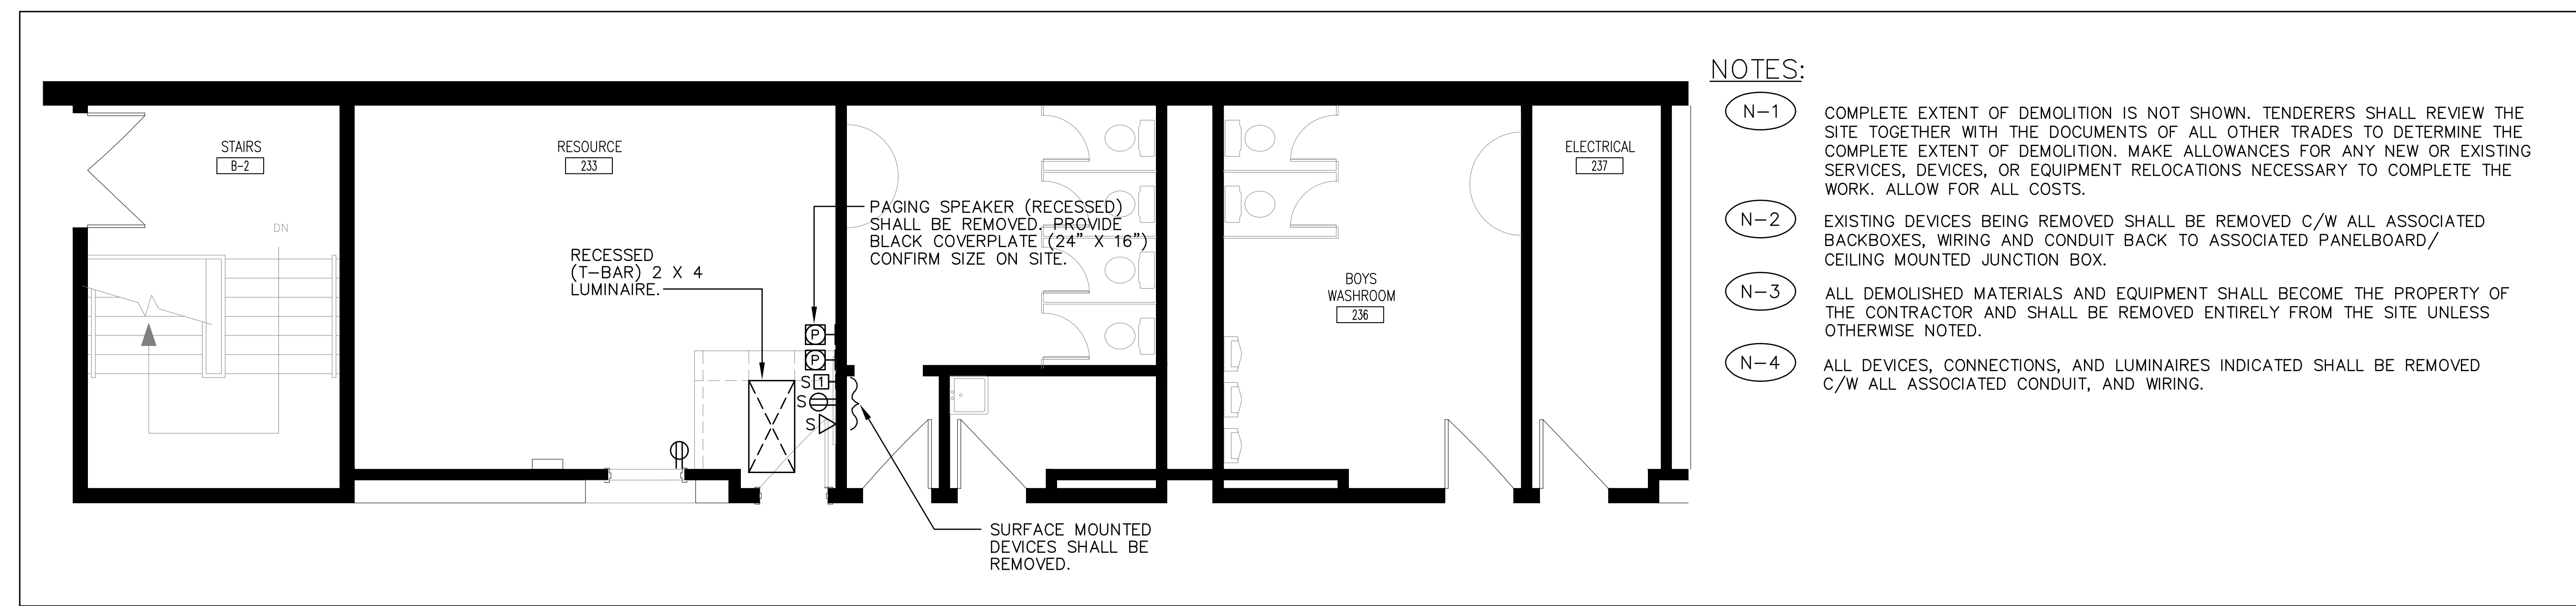 STAIRS
B-2
DN
RESOURCE
233
RECESSED
(T-BAR) 2 X 4
LUMINAIRE.
PAGING SPEAKER (RECESSED)
SHALL BE REMOVED. PROVIDE
BLACK COVERPLATE (24" X 16")
CONFIRM SIZE ON SITE.
P
P
S 1
S
S
SURFACE MOUNTED
DEVICES SHALL BE
REMOVED.
BOYS
WASHROOM
236
ELECTRICAL
237
NOTES:
N-1
COMPLETE EXTENT OF DEMOLITION IS NOT SHOWN. TENDERERS SHALL REVIEW THE
SITE TOGETHER WITH THE DOCUMENTS OF ALL OTHER TRADES TO DETERMINE THE
COMPLETE EXTENT OF DEMOLITION. MAKE ALLOWANCES FOR ANY NEW OR EXISTING
SERVICES, DEVICES, OR EQUIPMENT RELOCATIONS NECESSARY TO COMPLETE THE
WORK. ALLOW FOR ALL COSTS.
N-2
EXISTING DEVICES BEING REMOVED SHALL BE REMOVED C/W ALL ASSOCIATED
BACKBOXES, WIRING AND CONDUIT BACK TO ASSOCIATED PANELBOARD/
CEILING MOUNTED JUNCTION BOX.
N-3
ALL DEMOLISHED MATERIALS AND EQUIPMENT SHALL BECOME THE PROPERTY OF
THE CONTRACTOR AND SHALL BE REMOVED ENTIRELY FROM THE SITE UNLESS
OTHERWISE NOTED.
N-4
ALL DEVICES, CONNECTIONS, AND LUMINAIRES INDICATED SHALL BE REMOVED
C/W ALL ASSOCIATED CONDUIT, AND WIRING.